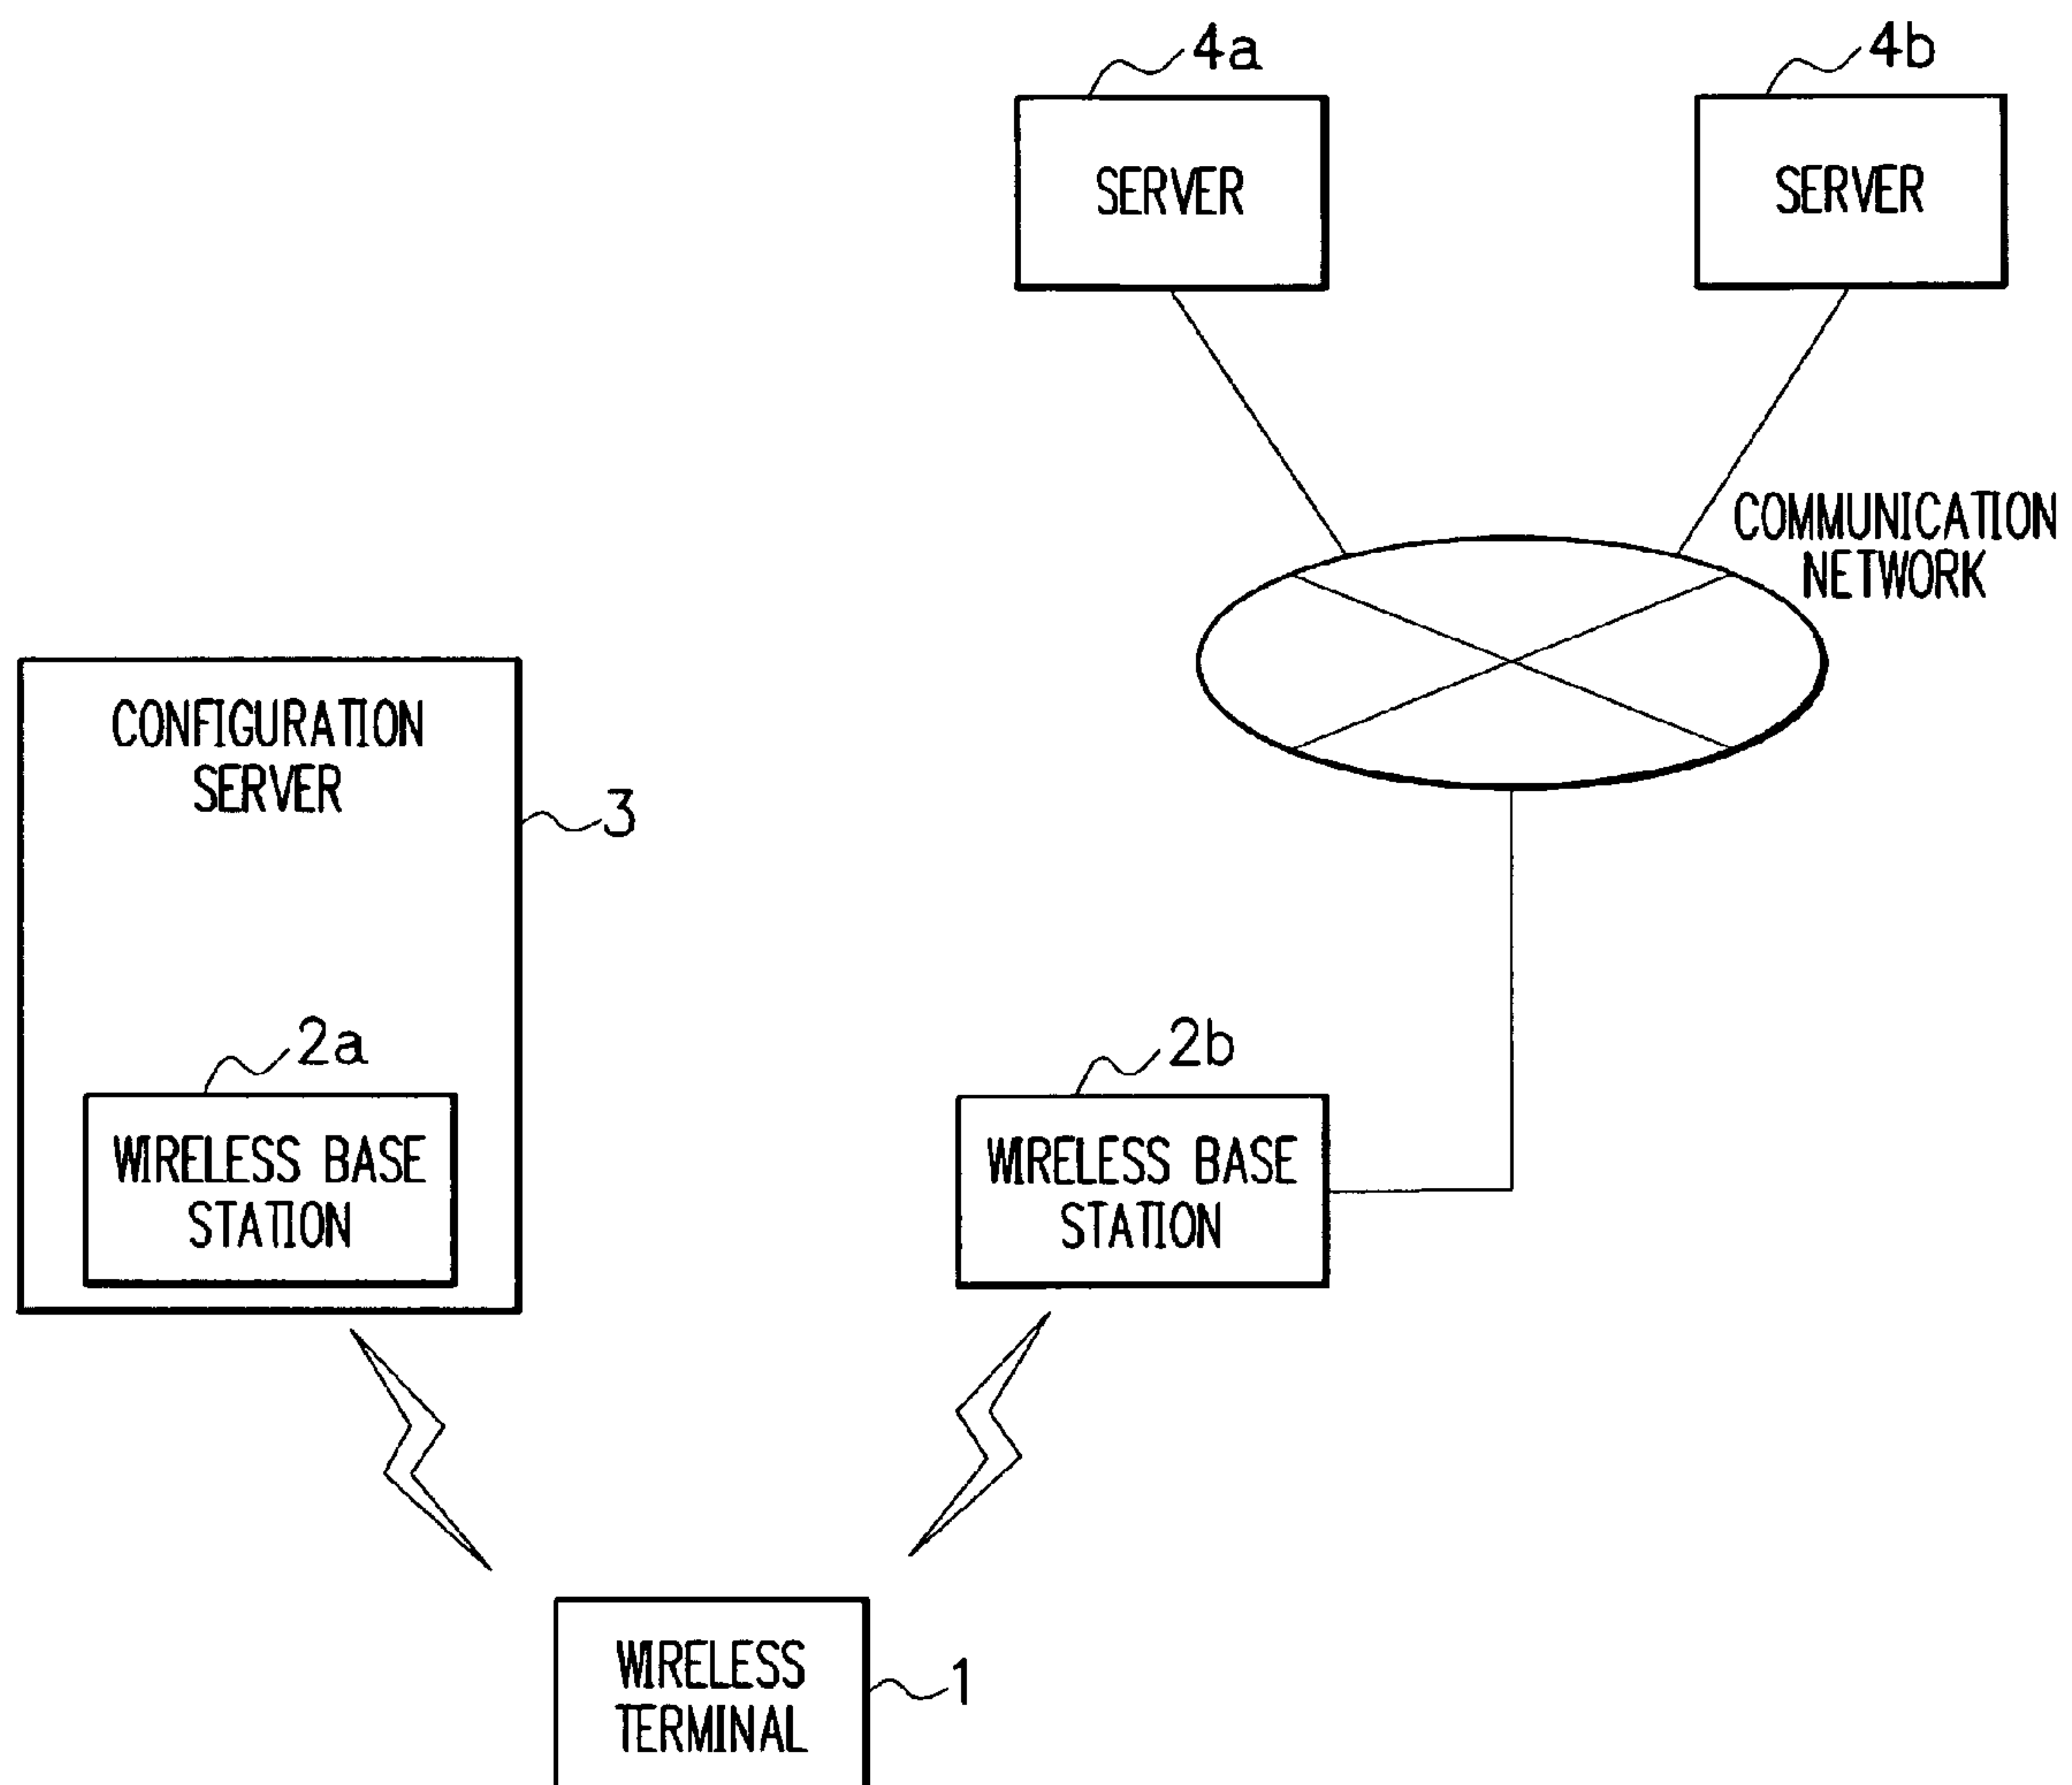 4a
4b
SERVER
SERVER
COMMUNICATION
NETWORK
CONFIGURATION
SERVER
3
2a
2b
WIRELESS BASE
STATION
WIRELESS BASE
STATION
WIRELESS
TERMINAL
1